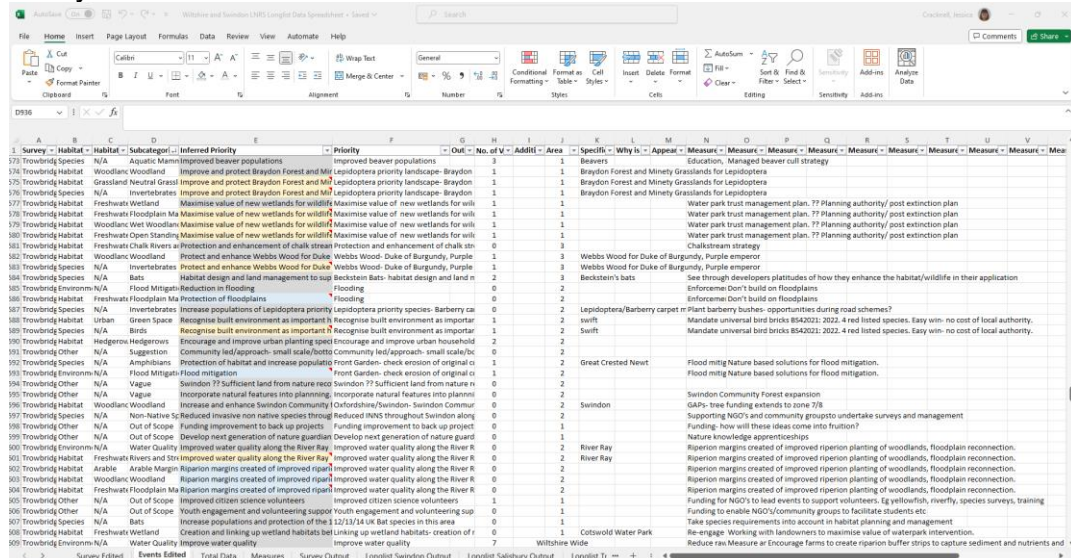 AutoSave Off Wiltshire and Swindon LNRS Longlist Data Spreadsheet - Saved Search Cracknell, Jessica
File Home Insert Page Layout Formulas Data Review View Automate Help Comments Share
Cut Calibri 11 Wrap Text General AutoSum
Paste Copy Merge & Center Conditional Formatting Format as Table Cell Styles Insert Delete Format Fill Sort & Filter Find & Select Sensitivity Add-ins Analyze Data
Format Painter Clear
Clipboard Font Alignment Number Styles Cells Editing Sensitivity Add-ins
D936 fx
A B C D E F G H I J K L M N O P Q R S T U V
1 Survey Habitat Habitat Subcategori Inferred Priority Priority Out No. of V Additi Area Specifi Why is Appear Measure Measure Measure Measure Measure Measure Measure Measure Measure Mea
573 Trowbridg Species N/A Aquatic Mamn Improved beaver populations Improved beaver populations 3 1 Beavers Education, Managed beaver cull strategy
574 Trowbridg Habitat Woodlanc Woodland Improve and protect Braydon Forest and Mir Lepidoptera priority landscape- Braydon 1 1 Braydon Forest and Minety Grasslands for Lepidoptera
575 Trowbridg Habitat Grassland Neutral Grassl Improve and protect Braydon Forest and Mir Lepidoptera priority landscape- Braydon 1 1 Braydon Forest and Minety Grasslands for Lepidoptera
576 Trowbridg Species N/A Invertebrates Improve and protect Braydon Forest and Mir Lepidoptera priority landscape- Braydon 1 1 Braydon Forest and Minety Grasslands for Lepidoptera
577 Trowbridg Habitat Freshwate Wetland Maximise value of new wetlands for wildlife Maximise value of new wetlands for wild 1 1 Water park trust management plan. ?? Planning authority/ post extinction plan
578 Trowbridg Habitat Freshwate Floodplain Ma Maximise value of new wetlands for wildlife Maximise value of new wetlands for wild 1 1 Water park trust management plan. ?? Planning authority/ post extinction plan
579 Trowbridg Habitat Woodlanc Wet Woodlanc Maximise value of new wetlands for wildlife Maximise value of new wetlands for wild 1 1 Water park trust management plan. ?? Planning authority/ post extinction plan
580 Trowbridg Habitat Freshwate Open Standing Maximise value of new wetlands for wildlife Maximise value of new wetlands for wild 1 1 Water park trust management plan. ?? Planning authority/ post extinction plan
581 Trowbridg Habitat Freshwate Chalk Rivers ar Protection and enhancement of chalk stream Protection and enhancement of chalk stre 0 3 Chalkstream strategy
582 Trowbridg Habitat Woodlanc Woodland Protect and enhance Webbs Wood for Duke Webbs Wood- Duke of Burgundy, Purple 1 3 Webbs Wood for Duke of Burgundy, Purple emperor
583 Trowbridg Species N/A Invertebrates Protect and enhance Webbs Wood for Duke Webbs Wood- Duke of Burgundy, Purple 1 3 Webbs Wood for Duke of Burgundy, Purple emperor
584 Trowbridg Species N/A Bats Habitat design and land management to sup Beckstein Bats- habitat design and land m 2 2 Beckstein's bats See through developers platitudes of how they enhance the habitat/wildlife in their application
585 Trowbridg Environm N/A Flood Mitigati Reduction in flooding Flooding 0 2 Enforcemei Don't build on floodplains
586 Trowbridg Habitat Freshwate Floodplain Ma Protection of floodplains Flooding 0 2 Enforcemei Don't build on floodplains
587 Trowbridg Species N/A Invertebrates Increase populations of Lepidoptera priority Lepidoptera priority species- Barberry ca 0 2 Lepidoptera/Barberry carpet m Plant barberry bushes- opportunities during road schemes?
588 Trowbridg Habitat Urban Green Space Recognise built environment as important h Recognise built environment as importar 1 2 swift Mandate universal bird bricks BS42021: 2022. 4 red listed species. Easy win- no cost of local authority.
589 Trowbridg Species N/A Birds Recognise built environment as important h Recognise built environment as importar 1 2 Swift Mandate universal bird bricks BS42021: 2022. 4 red listed species. Easy win- no cost of local authority.
590 Trowbridg Habitat Hedgerow Hedgerows Encourage and improve urban planting speci Encourage and improve urban household 2 2
591 Trowbridg Other N/A Suggestion Community led/approach- small scale/botto Community led/approach- small scale/bo 0 2
592 Trowbridg Species N/A Amphibians Protection of habitat and increase populatio Front Garden- check erosion of original cu 1 2 Great Crested Newt Flood mitig Nature based solutions for flood mitigation.
593 Trowbridg Environm N/A Flood Mitigati Flood mitigation Front Garden- check erosion of original cu 0 2 Flood mitig Nature based solutions for flood mitigation.
594 Trowbridg Other N/A Vague Swindon ?? Sufficient land from nature reco Swindon ?? Sufficient land from nature re 0 2
595 Trowbridg Other N/A Vague Incorporate natural features into plannning, Incorporate natural features into plannin 0 2 Swindon Community Forest expansion
596 Trowbridg Habitat Woodlanc Woodland Increase and enhance Swindon Community f Oxfordshire/Swindon- Swindon Commur 0 2 Swindon GAPs- tree funding extends to zone 7/8
597 Trowbridg Species N/A Non-Native Sp Reduced invasive non native species throug Reduced INNS throughout Swindon along 0 2 Supporting NGO's and community groupsto undertake surveys and management
598 Trowbridg Other N/A Out of Scope Funding improvement to back up projects Funding improvement to back up project: 0 1 Funding- how will these ideas come into fruition?
599 Trowbridg Other N/A Out of Scope Develop next generation of nature guardian Develop next generation of nature guard 0 1 Nature knowledge apprenticeships
600 Trowbridg Environm N/A Water Quality Improved water quality along the River Ray Improved water quality along the River R 0 2 River Ray Riperion margins created of improved riperion planting of woodlands, floodplain reconnection.
601 Trowbridg Habitat Freshwate Rivers and Stre Improved water quality along the River Ray Improved water quality along the River R 0 2 River Ray Riperion margins created of improved riperion planting of woodlands, floodplain reconnection.
602 Trowbridg Habitat Arable Arable Margin Riparion margins created of improved ripari Improved water quality along the River R 0 2 Riperion margins created of improved riperion planting of woodlands, floodplain reconnection.
603 Trowbridg Habitat Woodlanc Woodland Riparion margins created of improved ripari Improved water quality along the River R 0 2 Riperion margins created of improved riperion planting of woodlands, floodplain reconnection.
604 Trowbridg Habitat Freshwate Floodplain Ma Riparion margins created of improved ripari Improved water quality along the River R 0 2 Riperion margins created of improved riperion planting of woodlands, floodplain reconnection.
605 Trowbridg Other N/A Out of Scope Improved citizen science volunteers Improved citizen science volunteers 1 1 Funding for NGO's to lead events to support volunteers. Eg yellowfish, riverfly, species surveys, training
606 Trowbridg Other N/A Out of Scope Youth engagement and volunteering suppor Youth engagement and volunteering sup 0 1 Funding to enable NGO's/community groups to facilitate students etc
607 Trowbridg Species N/A Bats Increase populations and protection of the 1 12/13/14 UK Bat species in this area 0 1 Take species requirements into account in habitat planning and management
608 Trowbridg Habitat Freshwate Wetland Creation and linking up wetland habitats bet Linking up wetland habitats- creation of r 0 1 Cotswold Water Park Re-engage Working with landowners to maximise value of waterpark intervention.
609 Trowbridg Environm N/A Water Quality Improve water quality Improve water quality 7 Wiltshire Wide Reduce raw Measure ar Encourage farms to create riparion buffer strips to capture sediment and nutrients and
Survey Edited Events Edited Total Data Measures Survey Output Longlist Swindon Output Longlist Salisbury Output Longlist Tr